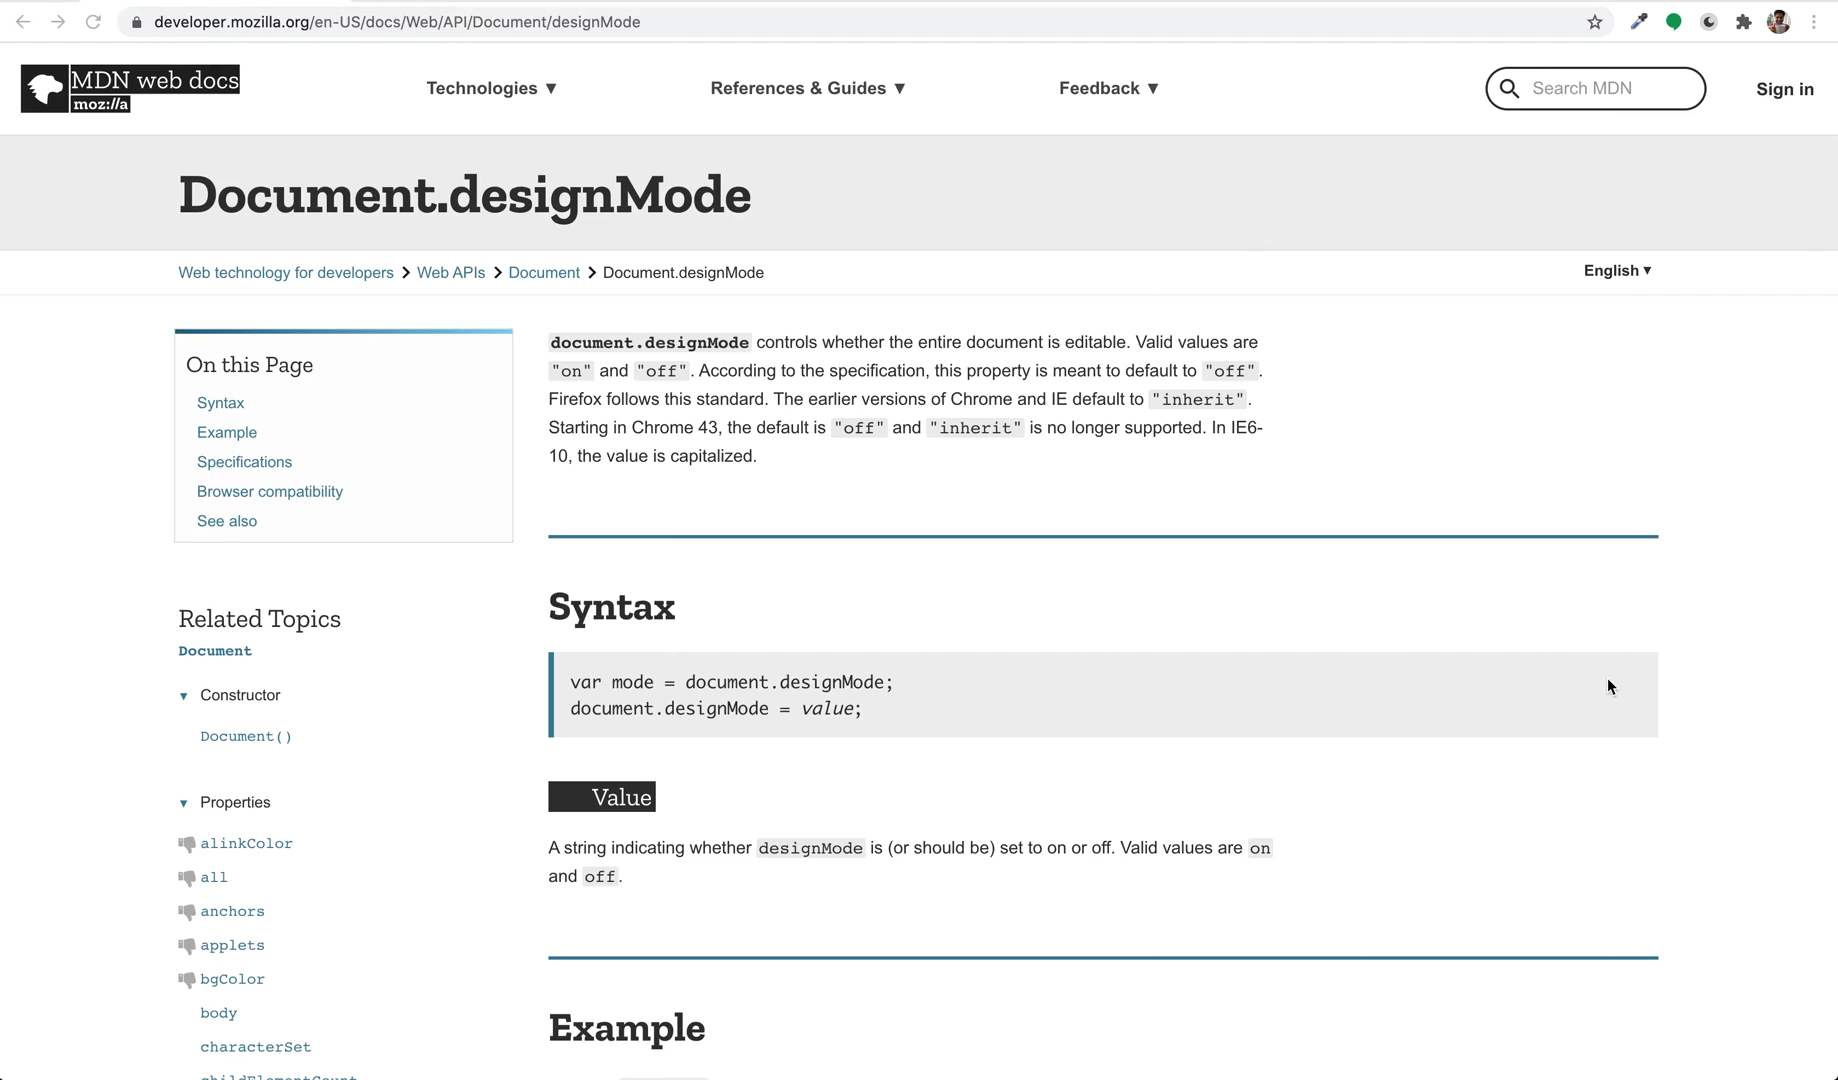 developer.mozilla.org/en-US/docs/Web/API/Document/designMode
MDN web docs
moz://a
Technologies ▼
References & Guides ▼
Feedback ▼
Search MDN
Sign in
Document.designMode
Web technology for developers > Web APIs > Document > Document.designMode
English ▼
On this Page
Syntax
Example
Specifications
Browser compatibility
See also
Related Topics
Document
▼ Constructor
Document()
▼ Properties
alinkColor
all
anchors
applets
bgColor
body
characterSet
childElementCount
document.designMode controls whether the entire document is editable. Valid values are
"on" and "off". According to the specification, this property is meant to default to "off".
Firefox follows this standard. The earlier versions of Chrome and IE default to "inherit".
Starting in Chrome 43, the default is "off" and "inherit" is no longer supported. In IE6-
10, the value is capitalized.
Syntax
var mode = document.designMode;
document.designMode = value;
Value
A string indicating whether designMode is (or should be) set to on or off. Valid values are on
and off.
Example